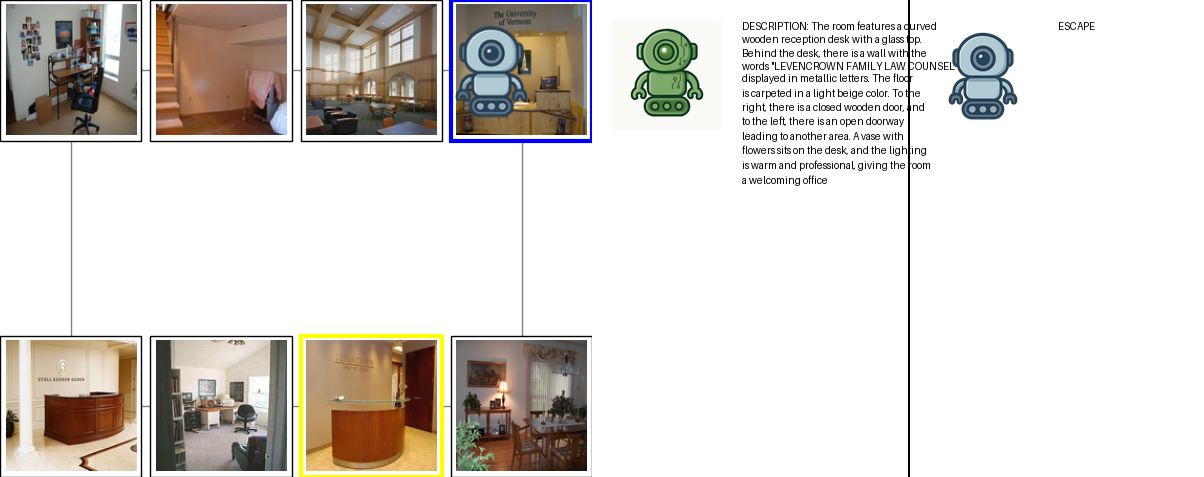 The University
of Vermont
DESCRIPTION: The room features a curved
wooden reception desk with a glass top.
Behind the desk, there is a wall with the
words "LEVENCROWN FAMILY LAW COUNSEL
displayed in metallic letters. The floor
is carpeted in a light beige color. To the
right, there is a closed wooden door, and
to the left, there is an open doorway
leading to another area. A vase with
flowers sits on the desk, and the lighting
is warm and professional, giving the room
a welcoming office
ESCAPE